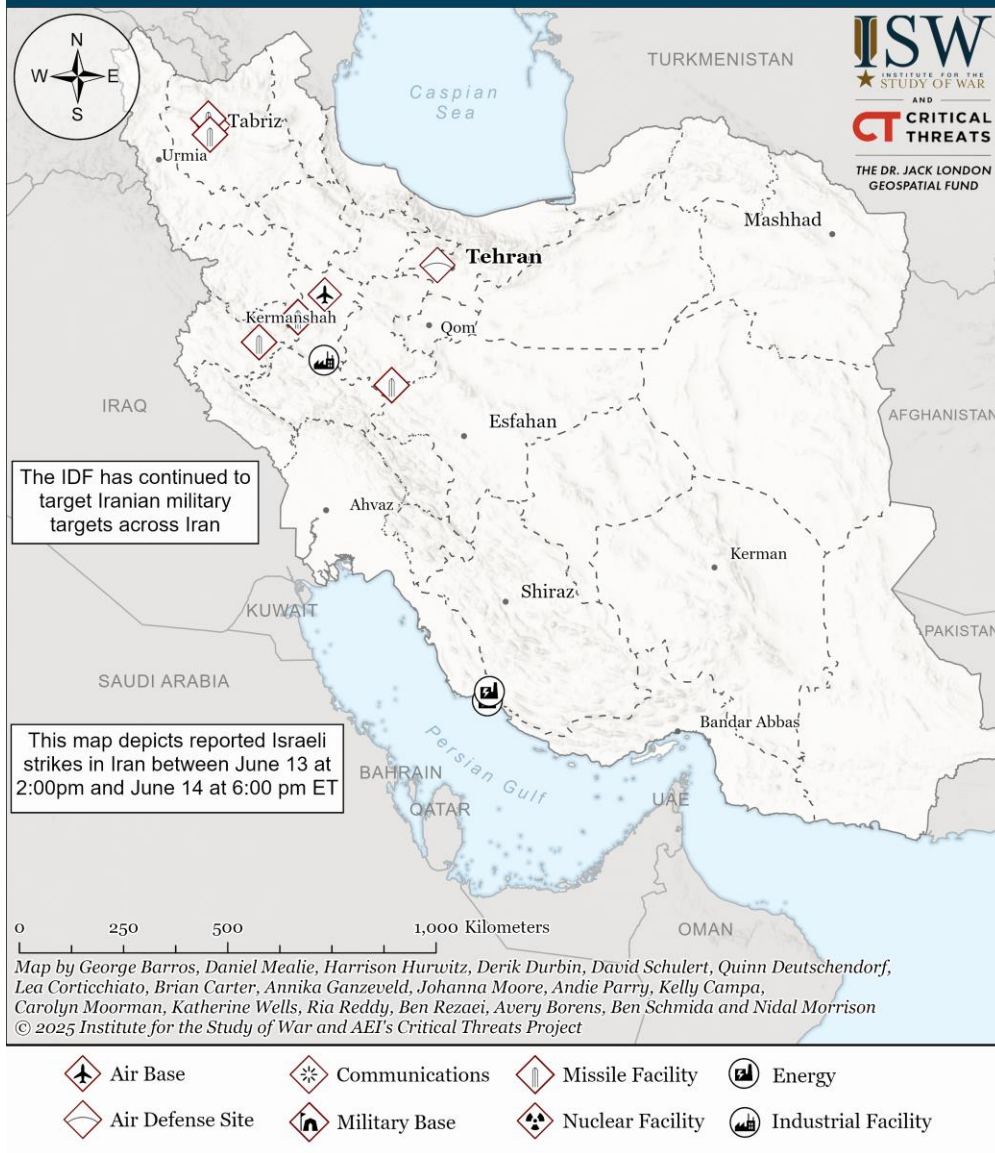 N
W E
S
ISW
INSTITUTE FOR THE
STUDY OF WAR
AND
CT CRITICAL
THREATS
THE DR. JACK LONDON
GEOSPATIAL FUND
TURKMENISTAN
Caspian
Sea
Tabriz
Urmia
Mashhad
Tehran
Kermanshah
Qom
IRAQ
AFGHANISTAN
Esfahan
The IDF has continued to
target Iranian military
targets across Iran
Ahvaz
Kerman
Shiraz
KUWAIT
PAKISTAN
SAUDI ARABIA
Bandar Abbas
This map depicts reported Israeli
strikes in Iran between June 13 at
2:00pm and June 14 at 6:00 pm ET
Persian Gulf
BAHRAIN
QATAR
UAE
OMAN
0 250 500 1,000 Kilometers
Map by George Barros, Daniel Mealie, Harrison Hurwitz, Derik Durbin, David Schulert, Quinn Deutschendorf,
Lea Corticchiato, Brian Carter, Annika Ganzeveld, Johanna Moore, Andie Parry, Kelly Campa,
Carolyn Moorman, Katherine Wells, Ria Reddy, Ben Rezaei, Avery Borens, Ben Schmida and Nidal Morrison
© 2025 Institute for the Study of War and AEI's Critical Threats Project
Air Base
Communications
Missile Facility
Energy
Air Defense Site
Military Base
Nuclear Facility
Industrial Facility